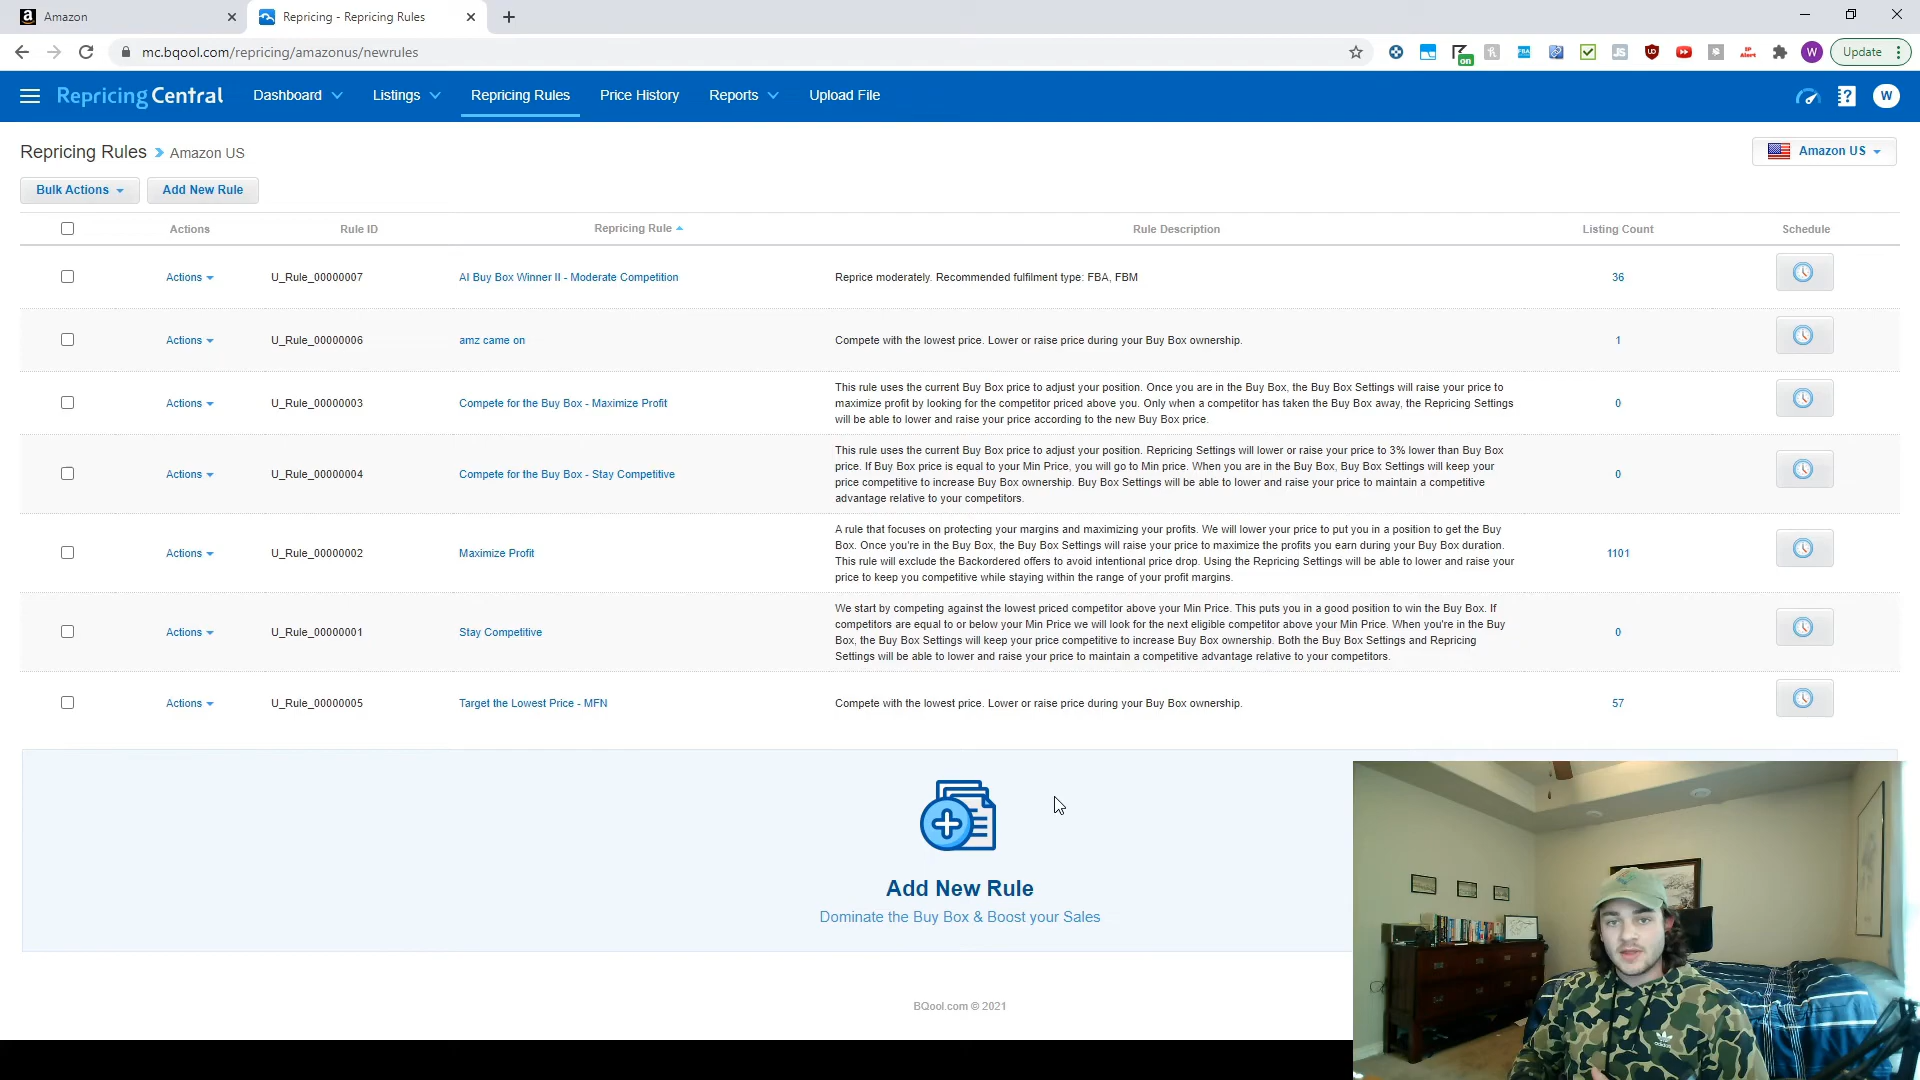 Amazon
Repricing - Repricing Rules
mc.bqool.com/repricing/amazonus/newrules
on
FBA
JS
IP
Alert
W
Update
Repricing Central
Dashboard
Listings
Repricing Rules
Price History
Reports
Upload File
?
W
Repricing Rules
Amazon US
Amazon US
Bulk Actions
Add New Rule
Actions
Rule ID
Repricing Rule
Rule Description
Listing Count
Schedule
Actions
U_Rule_00000007
AI Buy Box Winner II - Moderate Competition
Reprice moderately. Recommended fulfilment type: FBA, FBM
36
Actions
U_Rule_00000006
amz came on
Compete with the lowest price. Lower or raise price during your Buy Box ownership.
1
Actions
U_Rule_00000003
Compete for the Buy Box - Maximize Profit
This rule uses the current Buy Box price to adjust your position. Once you are in the Buy Box, the Buy Box Settings will raise your price to
maximize profit by looking for the competitor priced above you. Only when a competitor has taken the Buy Box away, the Repricing Settings
will be able to lower and raise your price according to the new Buy Box price.
0
Actions
U_Rule_00000004
Compete for the Buy Box - Stay Competitive
This rule uses the current Buy Box price to adjust your position. Repricing Settings will lower or raise your price to 3% lower than Buy Box
price. If Buy Box price is equal to your Min Price, you will go to Min price. When you are in the Buy Box, Buy Box Settings will keep your
price competitive to increase Buy Box ownership. Buy Box Settings will be able to lower and raise your price to maintain a competitive
advantage relative to your competitors.
0
Actions
U_Rule_00000002
Maximize Profit
A rule that focuses on protecting your margins and maximizing your profits. We will lower your price to put you in a position to get the Buy
Box. Once you're in the Buy Box, the Buy Box Settings will raise your price to maximize the profits you earn during your Buy Box duration.
This rule will exclude the Backordered offers to avoid intentional price drop. Using the Repricing Settings will be able to lower and raise your
price to keep you competitive while staying within the range of your profit margins.
1101
Actions
U_Rule_00000001
Stay Competitive
We start by competing against the lowest priced competitor above your Min Price. This puts you in a good position to win the Buy Box. If
competitors are equal to or below your Min Price we will look for the next eligible competitor above your Min Price. When you're in the Buy
Box, the Buy Box Settings will keep your price competitive to increase Buy Box ownership. Both the Buy Box Settings and Repricing
Settings will be able to lower and raise your price to maintain a competitive advantage relative to your competitors.
0
Actions
U_Rule_00000005
Target the Lowest Price - MFN
Compete with the lowest price. Lower or raise price during your Buy Box ownership.
57
Add New Rule
Dominate the Buy Box & Boost your Sales
BQool.com © 2021
adidas